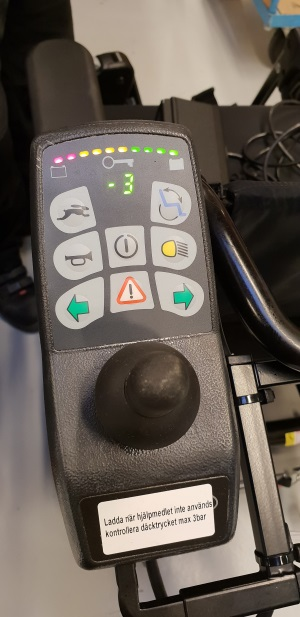 -3
Ladda när hjälpmedlet inte används
kontrollera däcktrycket max 3bar